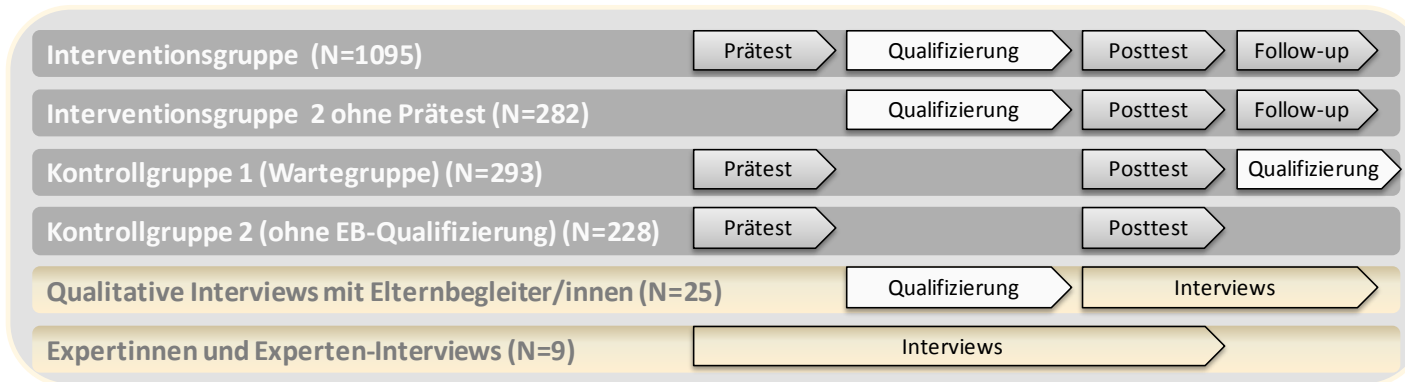 Interventionsgruppe (N=1095) Prätest Qualifizierung Posttest Follow-up
Interventionsgruppe 2 ohne Prätest (N=282) Qualifizierung Posttest Follow-up
Kontrollgruppe 1 (Wartegruppe) (N=293) Prätest Posttest Qualifizierung
Kontrollgruppe 2 (ohne EB-Qualifizierung) (N=228) Prätest Posttest
Qualitative Interviews mit Elternbegleiter/innen (N=25) Qualifizierung Interviews
Expertinnen und Experten-Interviews (N=9) Interviews